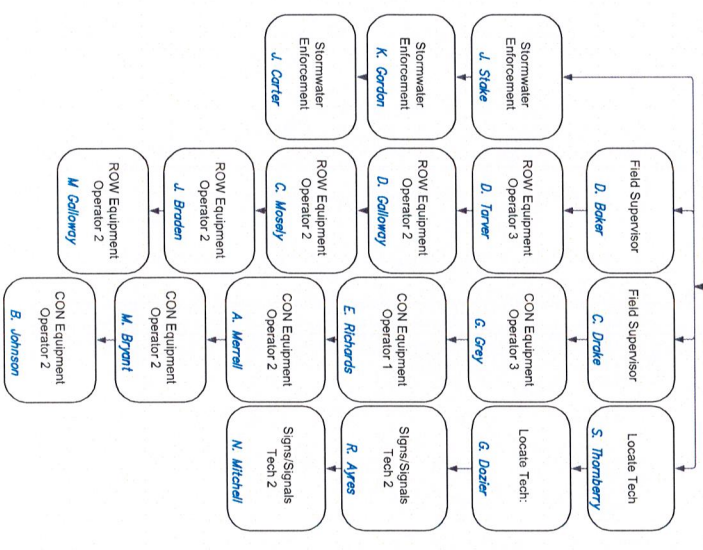 Stormwater
Enforcement
J. Stake
Stormwater
Enforcement
K. Gordon
Stormwater
Enforcement
J. Carter
Field Supervisor
D. Baker
ROW Equipment
Operator 3
D. Tarver
ROW Equipment
Operator 2
D. Galloway
ROW Equipment
Operator 2
C. Mosely
ROW Equipment
Operator 2
J. Braden
ROW Equipment
Operator 2
M Galloway
Field Supervisor
C. Drake
CON Equipment
Operator 3
G. Grey
CON Equipment
Operator 1
E. Richards
CON Equipment
Operator 2
A. Merrell
CON Equipment
Operator 2
M. Bryant
CON Equipment
Operator 2
B. Johnson
Locate Tech
S. Thornberry
Locate Tech:
G. Dozier
Signs/Signals
Tech 2
R. Ayres
Signs/Signals
Tech 2
N. Mitchell